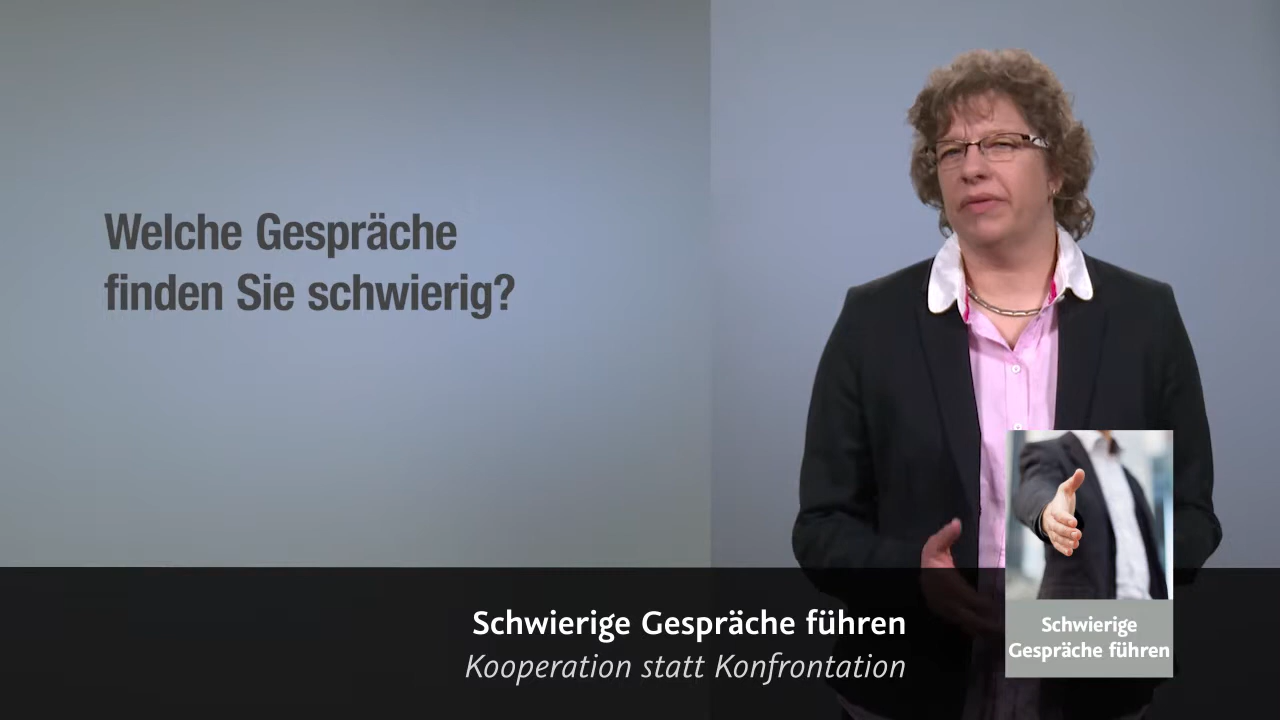 Welche Gespräche
finden Sie schwierig?
Schwierige Gespräche führen
Kooperation statt Konfrontation
Schwierige
Gespräche führen